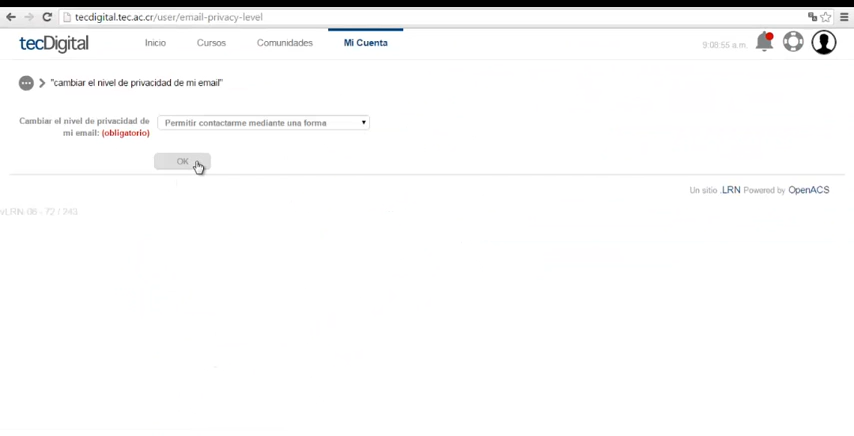 tecdigital.tec.ac.cr/user/email-privacy-level
tecDigital Inicio Cursos Comunidades Mi Cuenta 9:08:55 a.m.
"cambiar el nivel de privacidad de mi email"
Cambiar el nivel de privacidad de
mi email: (obligatorio)
Permitir contactarme mediante una forma
OK
Un sitio .LRN Powered by OpenACS